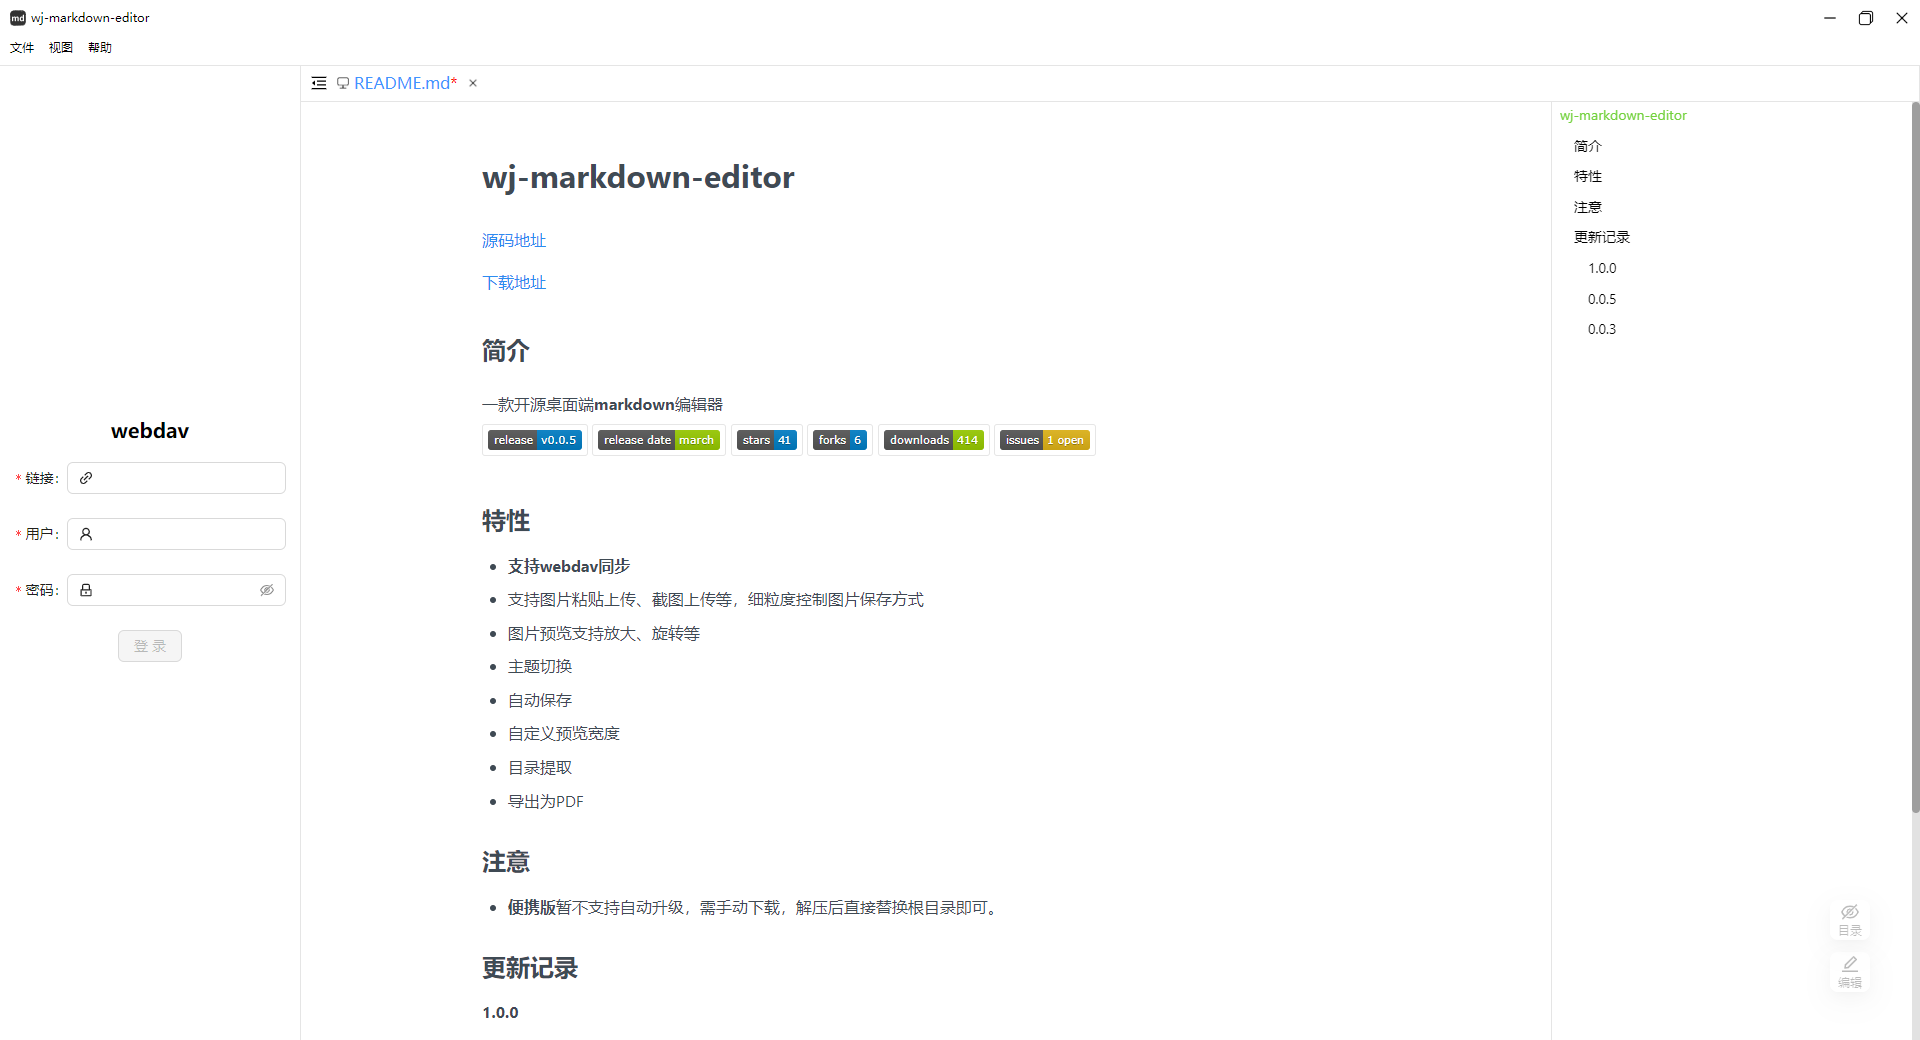 wj-markdown-editor
文件 视图 帮助
webdav
* 链接:
* 用户:
* 密码:
登 录
README.md*
wj-markdown-editor
源码地址
下载地址
简介
一款开源桌面端markdown编辑器
release v0.0.5 release date march stars 41 forks 6 downloads 414 issues 1 open
特性
支持webdav同步
支持图片粘贴上传、截图上传等，细粒度控制图片保存方式
图片预览支持放大、旋转等
主题切换
自动保存
自定义预览宽度
目录提取
导出为PDF
注意
便携版暂不支持自动升级，需手动下载，解压后直接替换根目录即可。
更新记录
1.0.0
wj-markdown-editor
简介
特性
注意
更新记录
1.0.0
0.0.5
0.0.3
目录
编辑